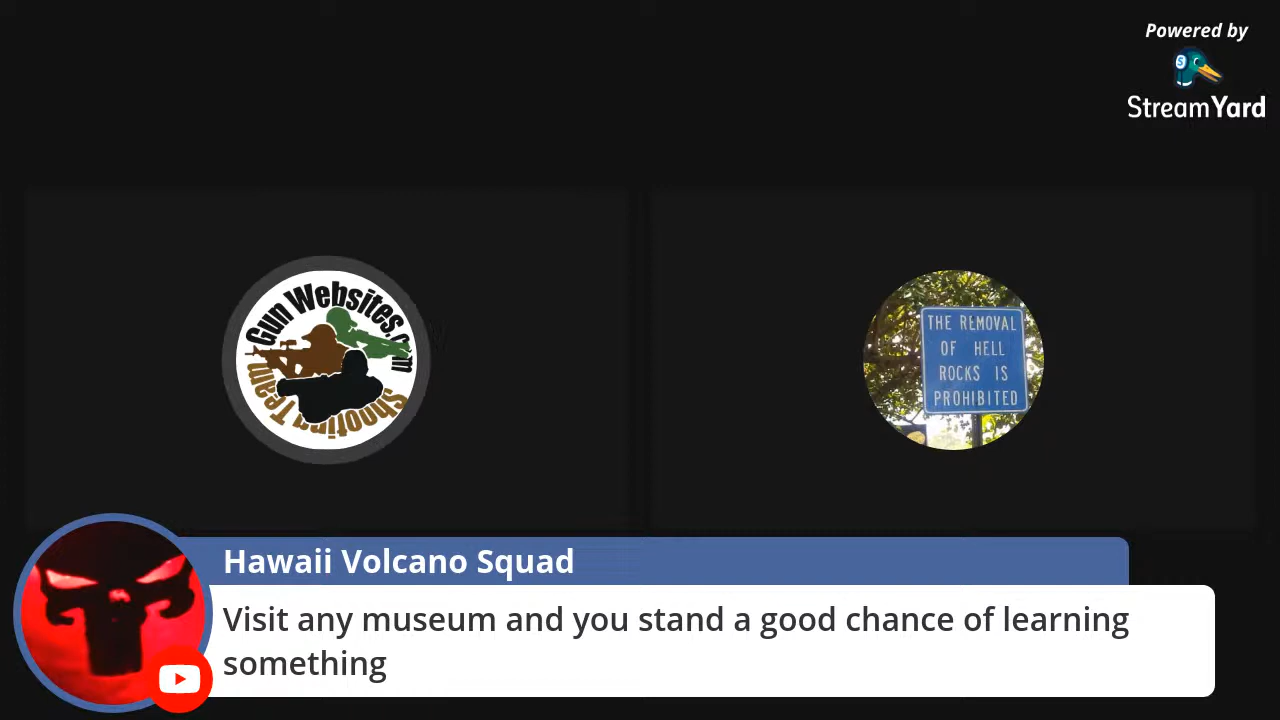 Powered by
StreamYard
Gun Websites.com
Shooting Team
THE REMOVAL
OF HELL
ROCKS IS
PROHIBITED
Hawaii Volcano Squad
Visit any museum and you stand a good chance of learning
something